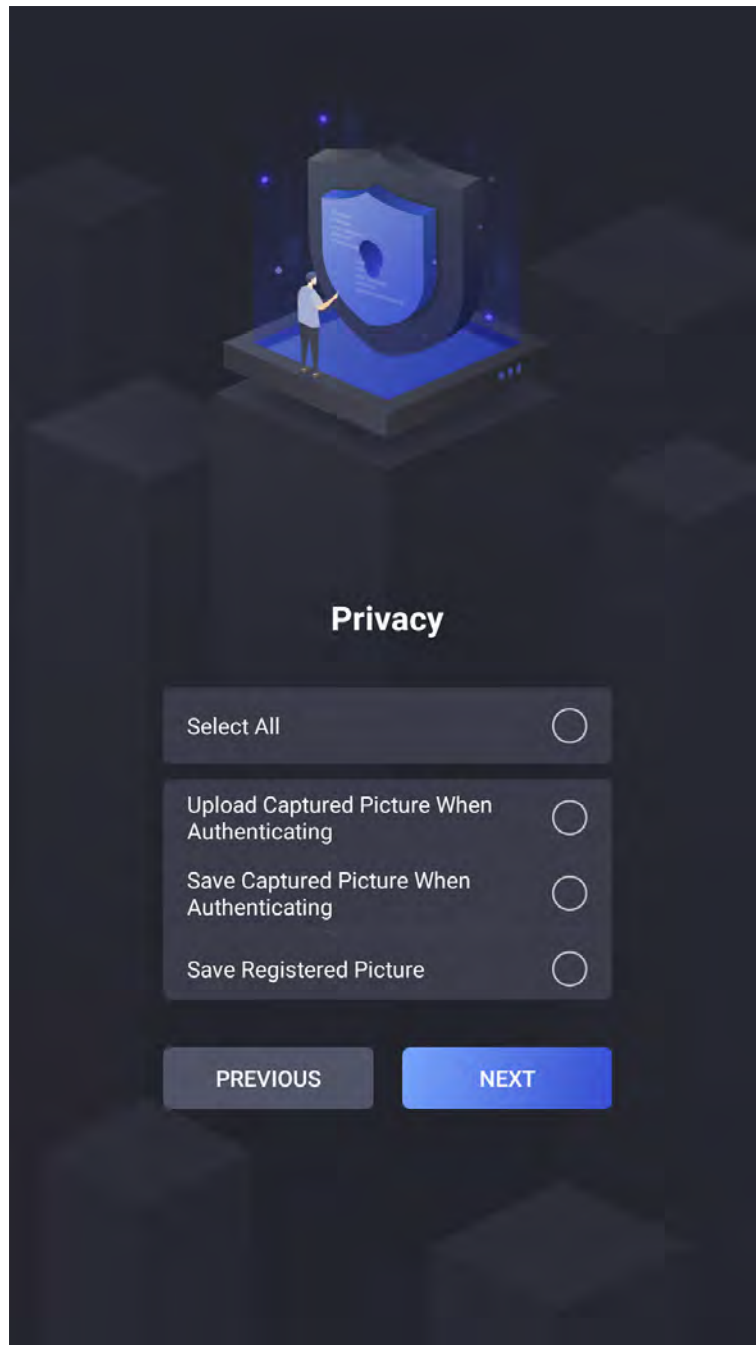 Privacy
Select All
Upload Captured Picture When
Authenticating
Save Captured Picture When
Authenticating
Save Registered Picture
PREVIOUS
NEXT